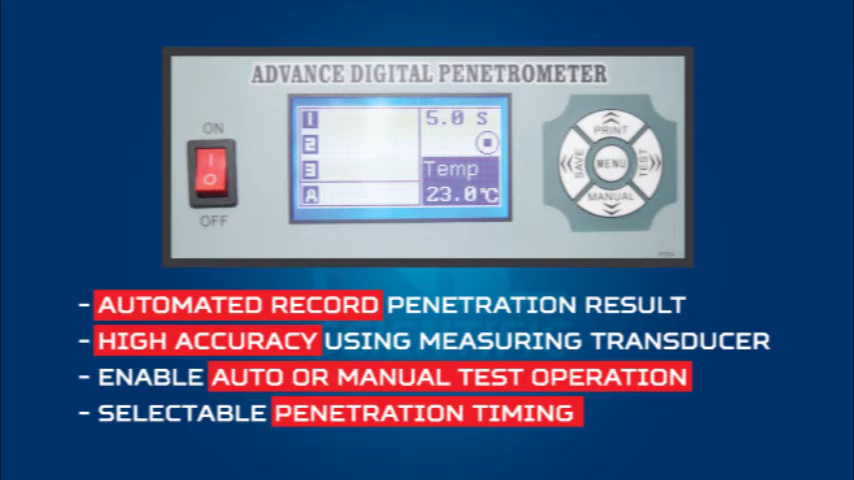 ADVANCE DIGITAL PENETROMETER
ON
OFF
1
2
3
A
5.0 S
Temp
23.0℃
PRINT
SAVE
MENU
TEST
MANUAL
- AUTOMATED RECORD PENETRATION RESULT
- HIGH ACCURACY USING MEASURING TRANSDUCER
- ENABLE AUTO OR MANUAL TEST OPERATION
- SELECTABLE PENETRATION TIMING